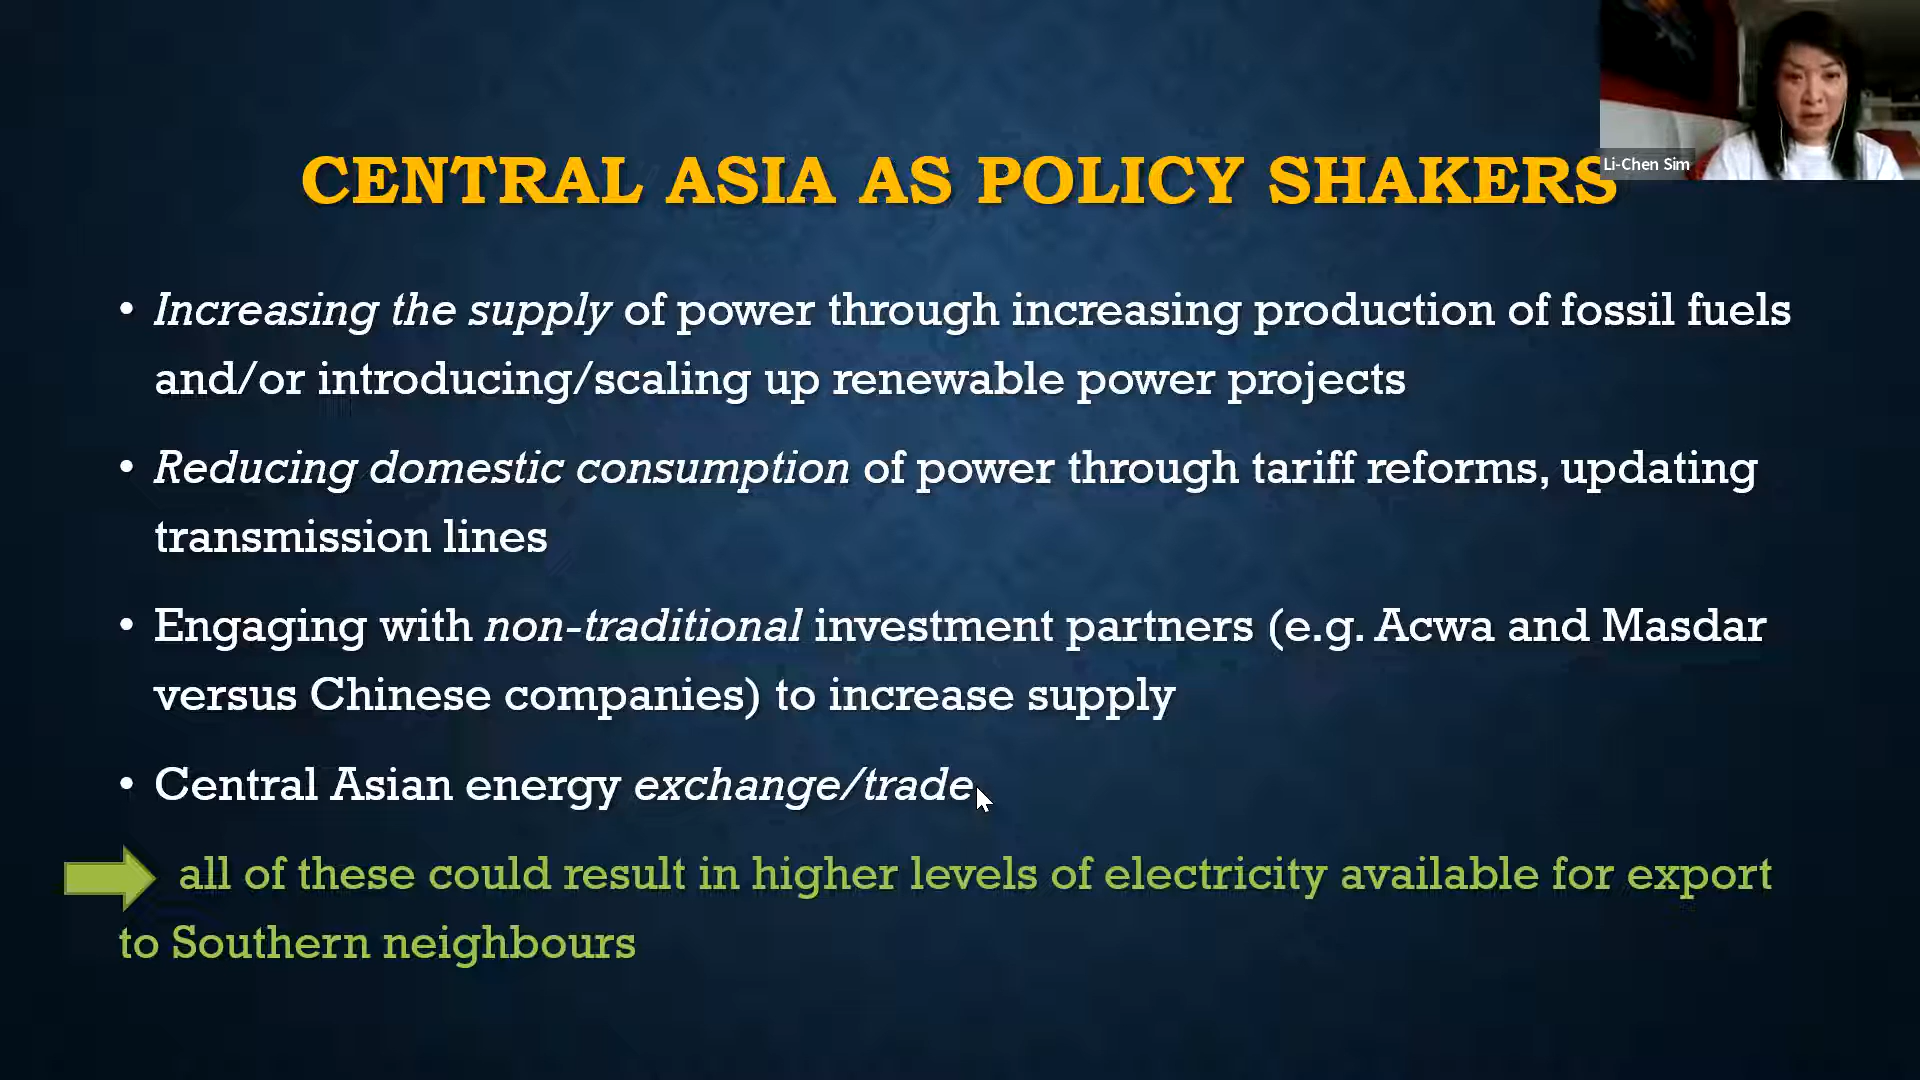 Li-Chen Sim
CENTRAL ASIA AS POLICY SHAKERS
• Increasing the supply of power through increasing production of fossil fuels
and/or introducing/scaling up renewable power projects
• Reducing domestic consumption of power through tariff reforms, updating
transmission lines
• Engaging with non-traditional investment partners (e.g. Acwa and Masdar
versus Chinese companies) to increase supply
• Central Asian energy exchange/trade
all of these could result in higher levels of electricity available for export
to Southern neighbours